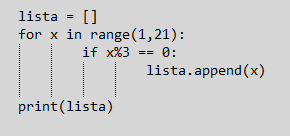 lista = []
for x in range(1,21):
        if x%3 == 0:
                lista.append(x)
print(lista)